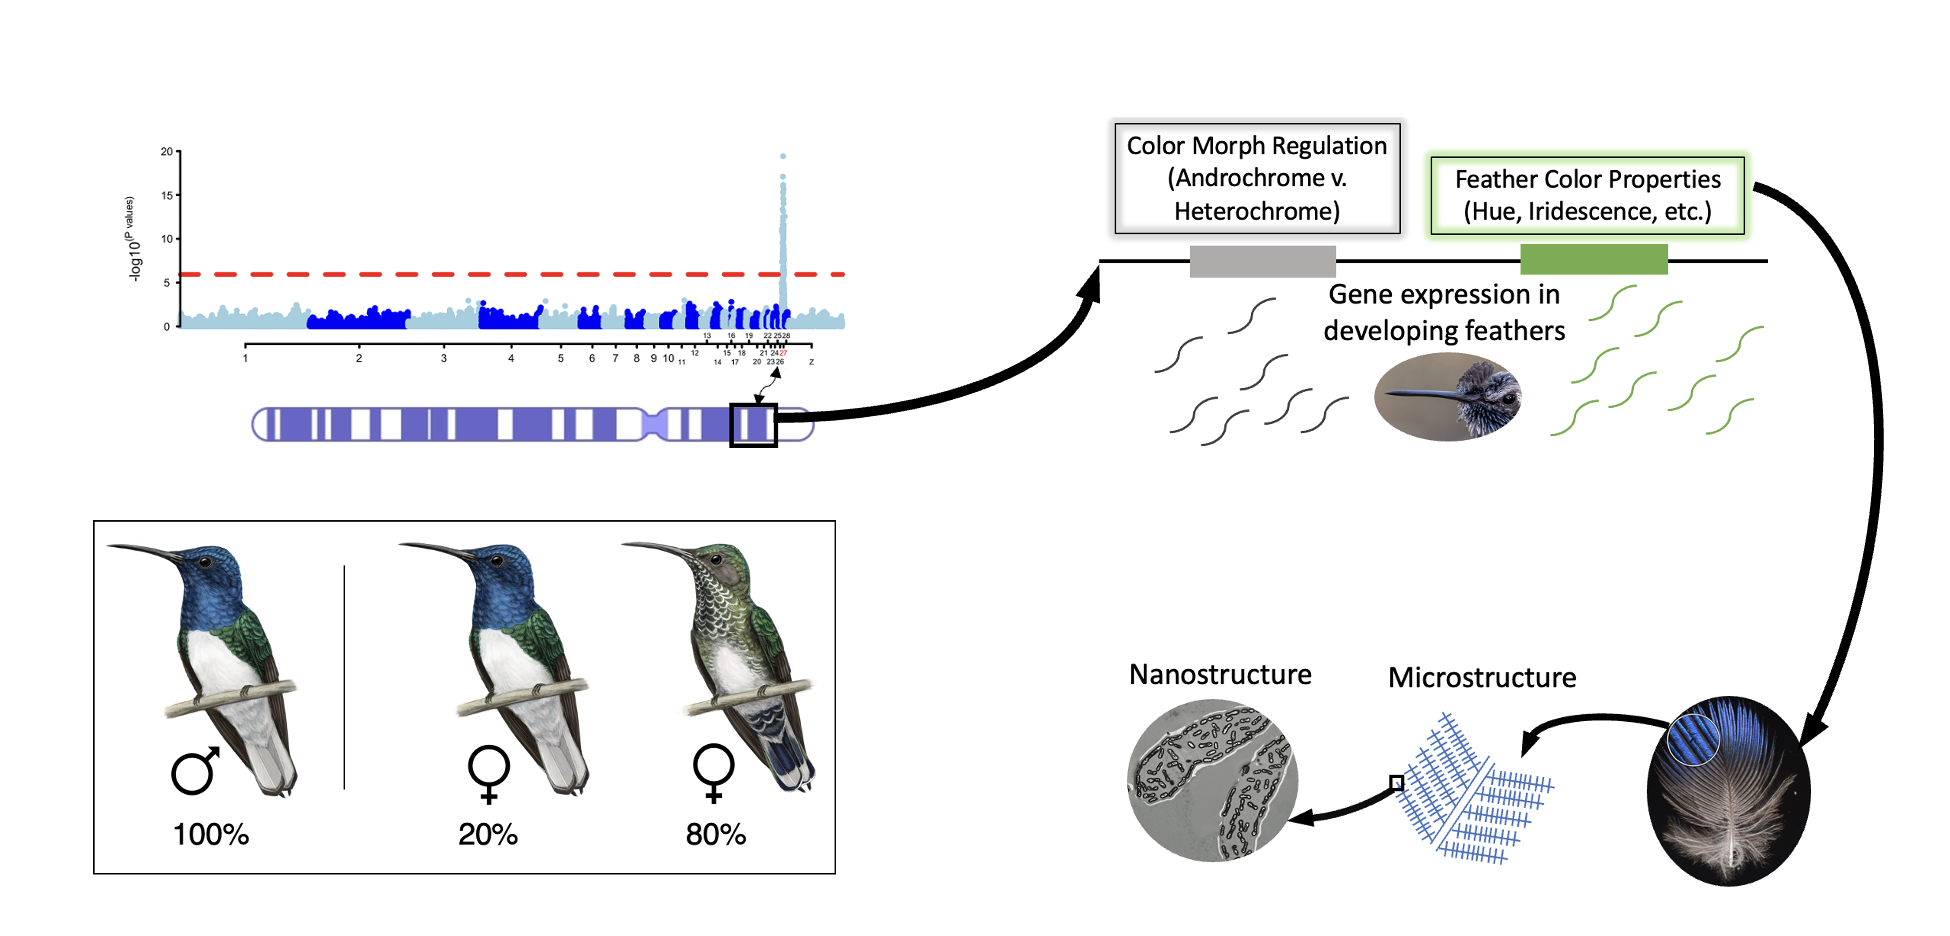 20
15
10
5
0
-log10(P values)
13 16 19 22 25 28
1 2 3 4 5 6 7 8 9 10 11 12 14 15 17 18 20 21 23 24 26 27 Z
Color Morph Regulation
(Androchrome v.
Heterochrome)
Feather Color Properties
(Hue, Iridescence, etc.)
Gene expression in
developing feathers
♂ ♀ ♀
100% 20% 80%
Nanostructure
Microstructure